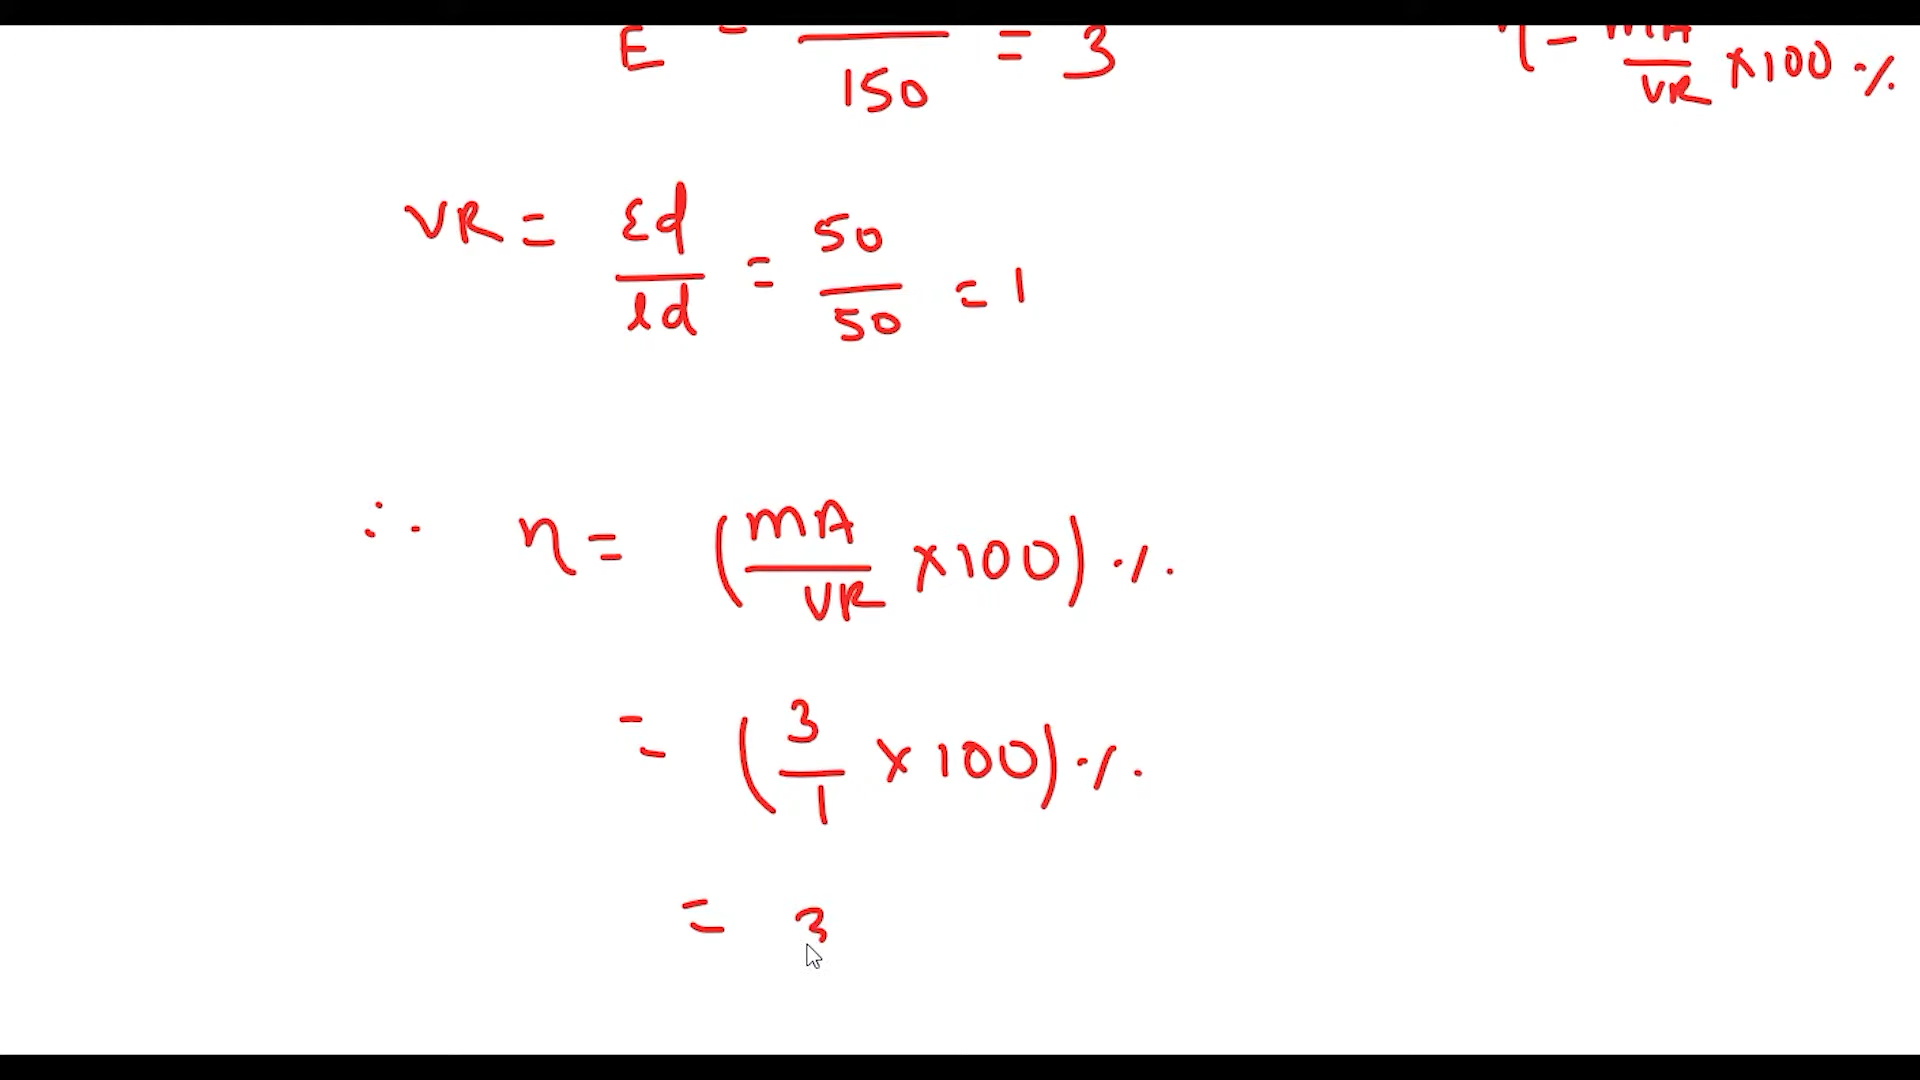 E = 150 = 3
η = MA/VR × 100 %
VR = Ed/ld = 50/50 = 1
∴ η = (MA/VR × 100) %
= (3/1 × 100) %
= 3